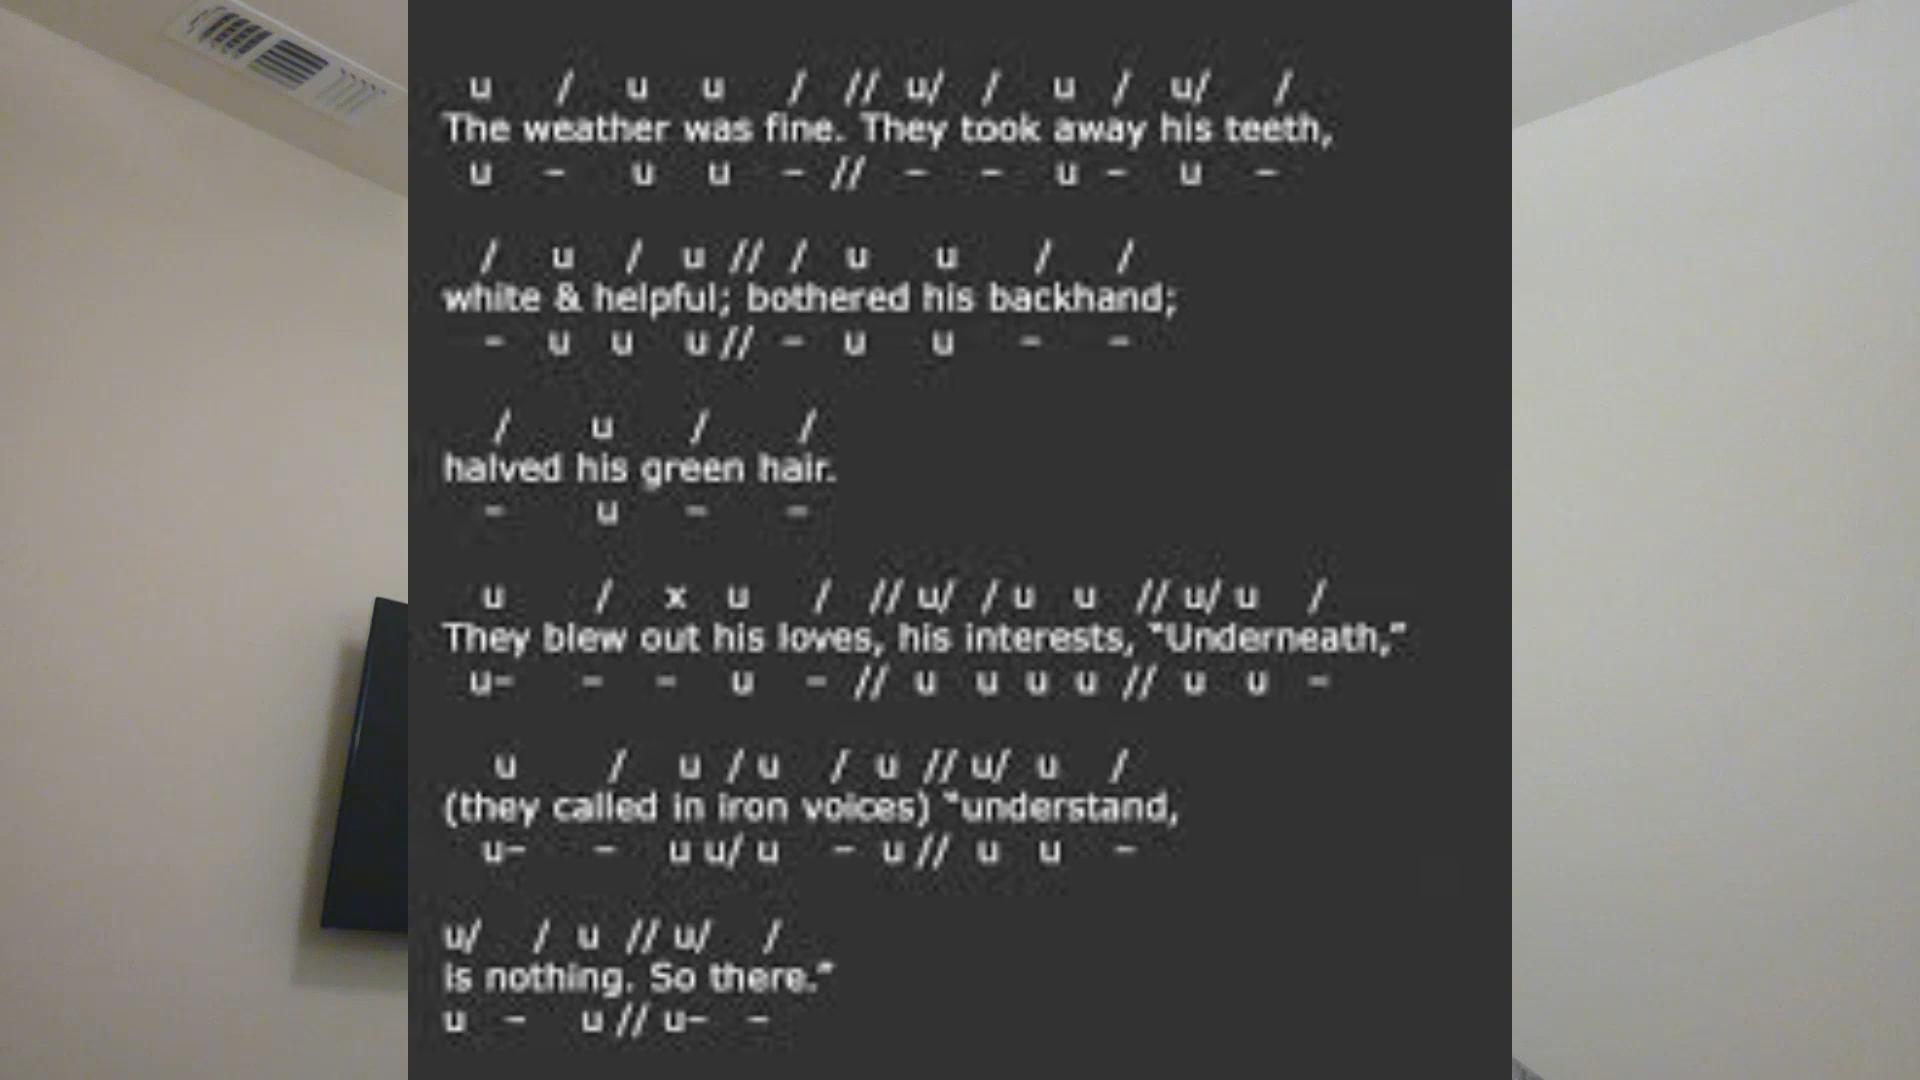 u / u u / // u/ / u / u/ /
The weather was fine. They took away his teeth,
u – u u – // – – u – u –
/ u / u // / u u / /
white & helpful; bothered his backhand;
– u u u // – u u – –
/ u / /
halved his green hair.
– u – –
u / x u / // u/ / u u // u/ u /
They blew out his loves, his interests, “Underneath,”
u– – – u – // u u u u // u u –
u / u / u / u // u/ u /
(they called in iron voices) “understand,
u– – u u/ u – u // u u –
u/ / u // u/ /
is nothing. So there.”
u – u // u– –